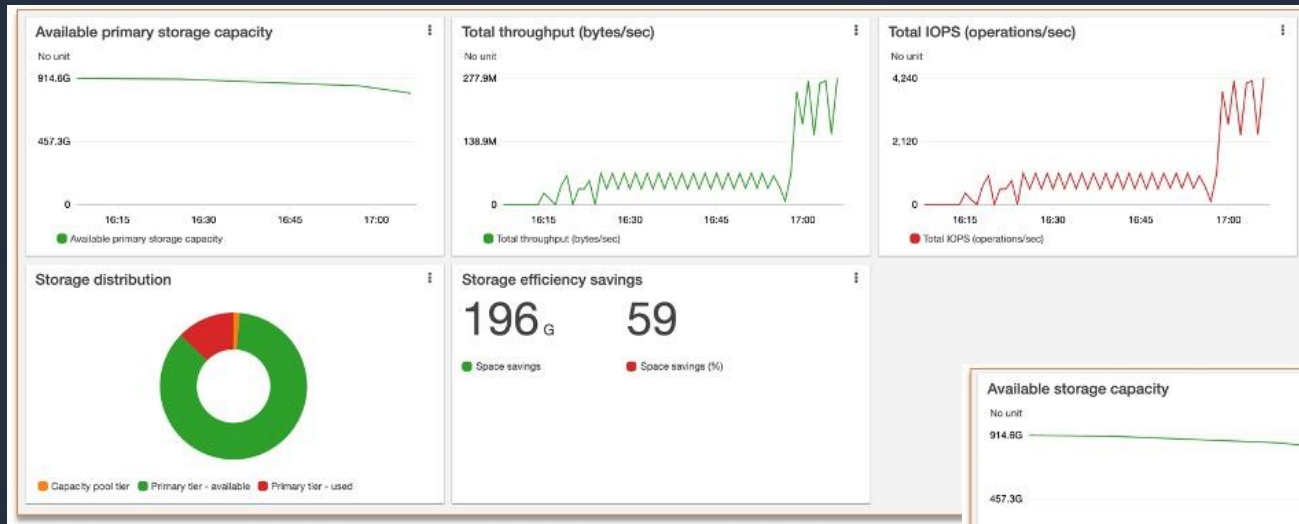 Available primary storage capacity
No unit
914.6G
457.3G
0
16:15 16:30 16:45 17:00
Available primary storage capacity
Total throughput (bytes/sec)
No unit
277.9M
138.9M
0
16:15 16:30 16:45 17:00
Total throughput (bytes/sec)
Total IOPS (operations/sec)
No unit
4,240
2,120
0
16:15 16:30 16:45 17:00
Total IOPS (operations/sec)
Storage distribution
Capacity pool tier Primary tier - available Primary tier - used
Storage efficiency savings
196 G 59
Space savings Space savings (%)
Available storage capacity
No unit
914.6G
457.3G